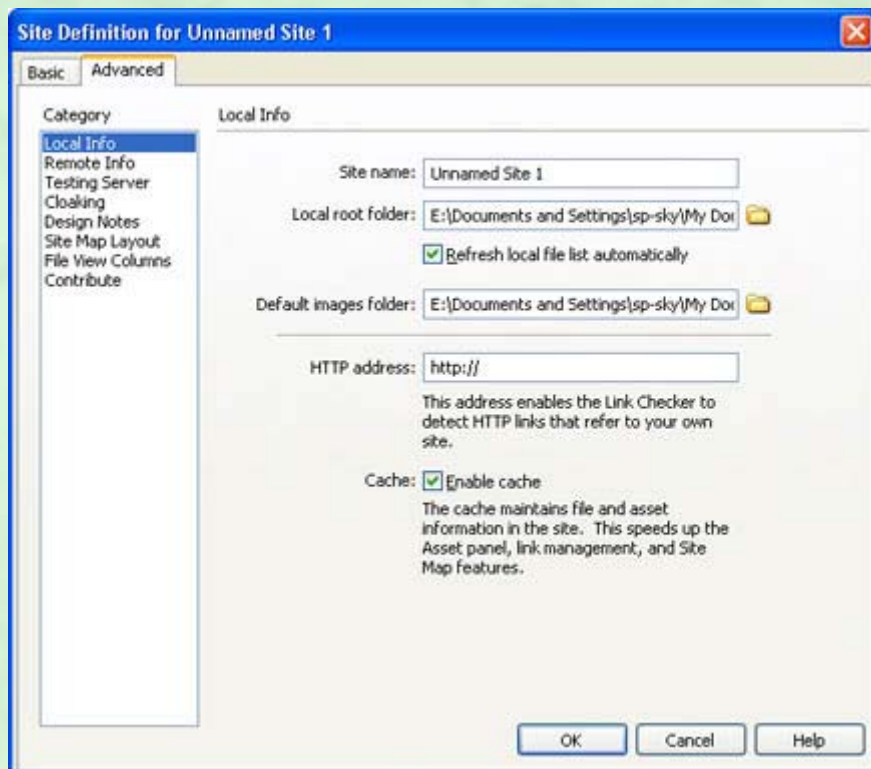 Site Definition for Unnamed Site 1
Basic
Advanced
Category
Local Info
Remote Info
Testing Server
Cloaking
Design Notes
Site Map Layout
File View Columns
Contribute
Local Info
Site name: Unnamed Site 1
Local root folder: E:\Documents and Settings\sp-sky\My Do
Refresh local file list automatically
Default images folder: E:\Documents and Settings\sp-sky\My Do
HTTP address: http://
This address enables the Link Checker to
detect HTTP links that refer to your own
site.
Cache: Enable cache
The cache maintains file and asset
information in the site. This speeds up the
Asset panel, link management, and Site
Map features.
OK
Cancel
Help